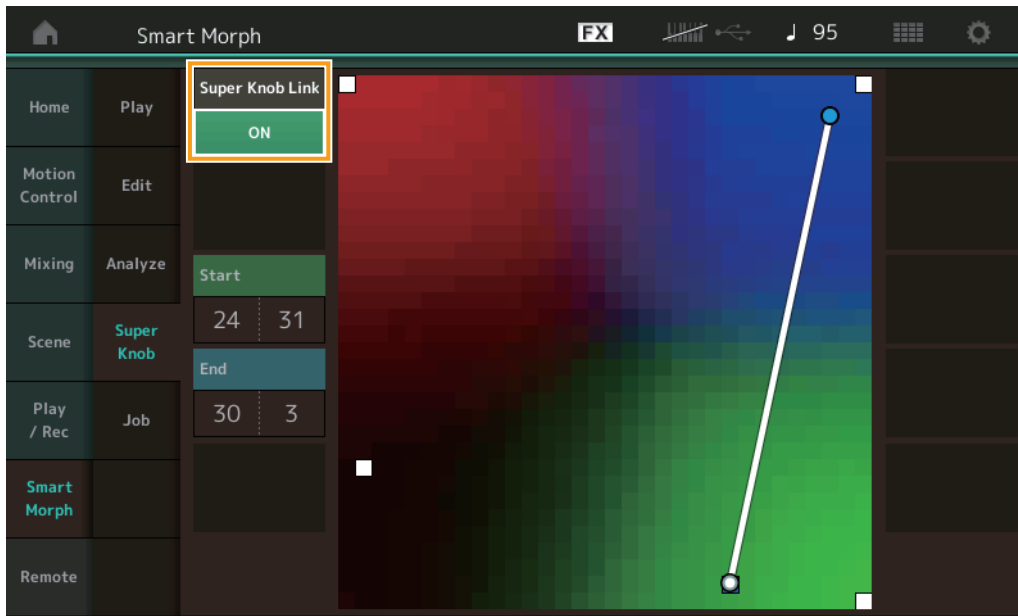 Smart Morph
FX
♩ 95
Home
Play
Super Knob Link
ON
Motion
Control
Edit
Mixing
Analyze
Start
24 31
Scene
Super
Knob
End
30 3
Play
/ Rec
Job
Smart
Morph
Remote